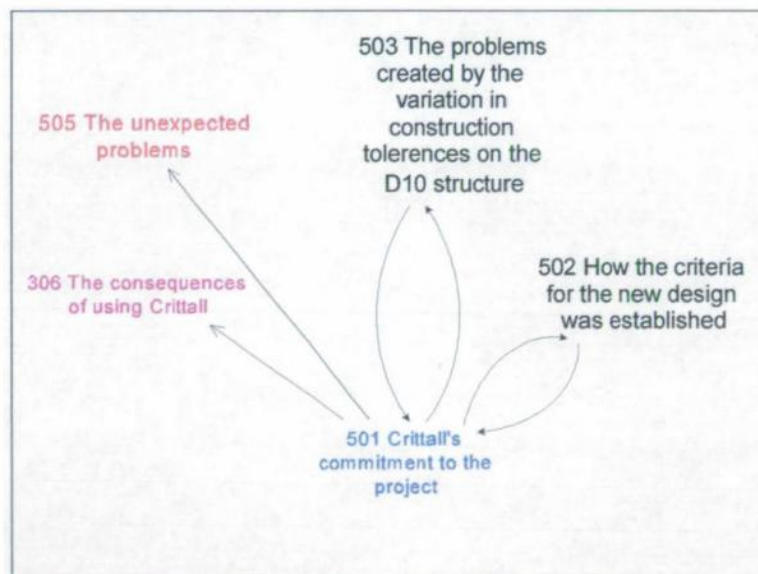 503 The problems
created by the
variation in
construction
tolerences on the
D10 structure
505 The unexpected
problems
306 The consequences
of using Crittall
502 How the criteria
for the new design
was established
501 Crittall's
commitment to the
project